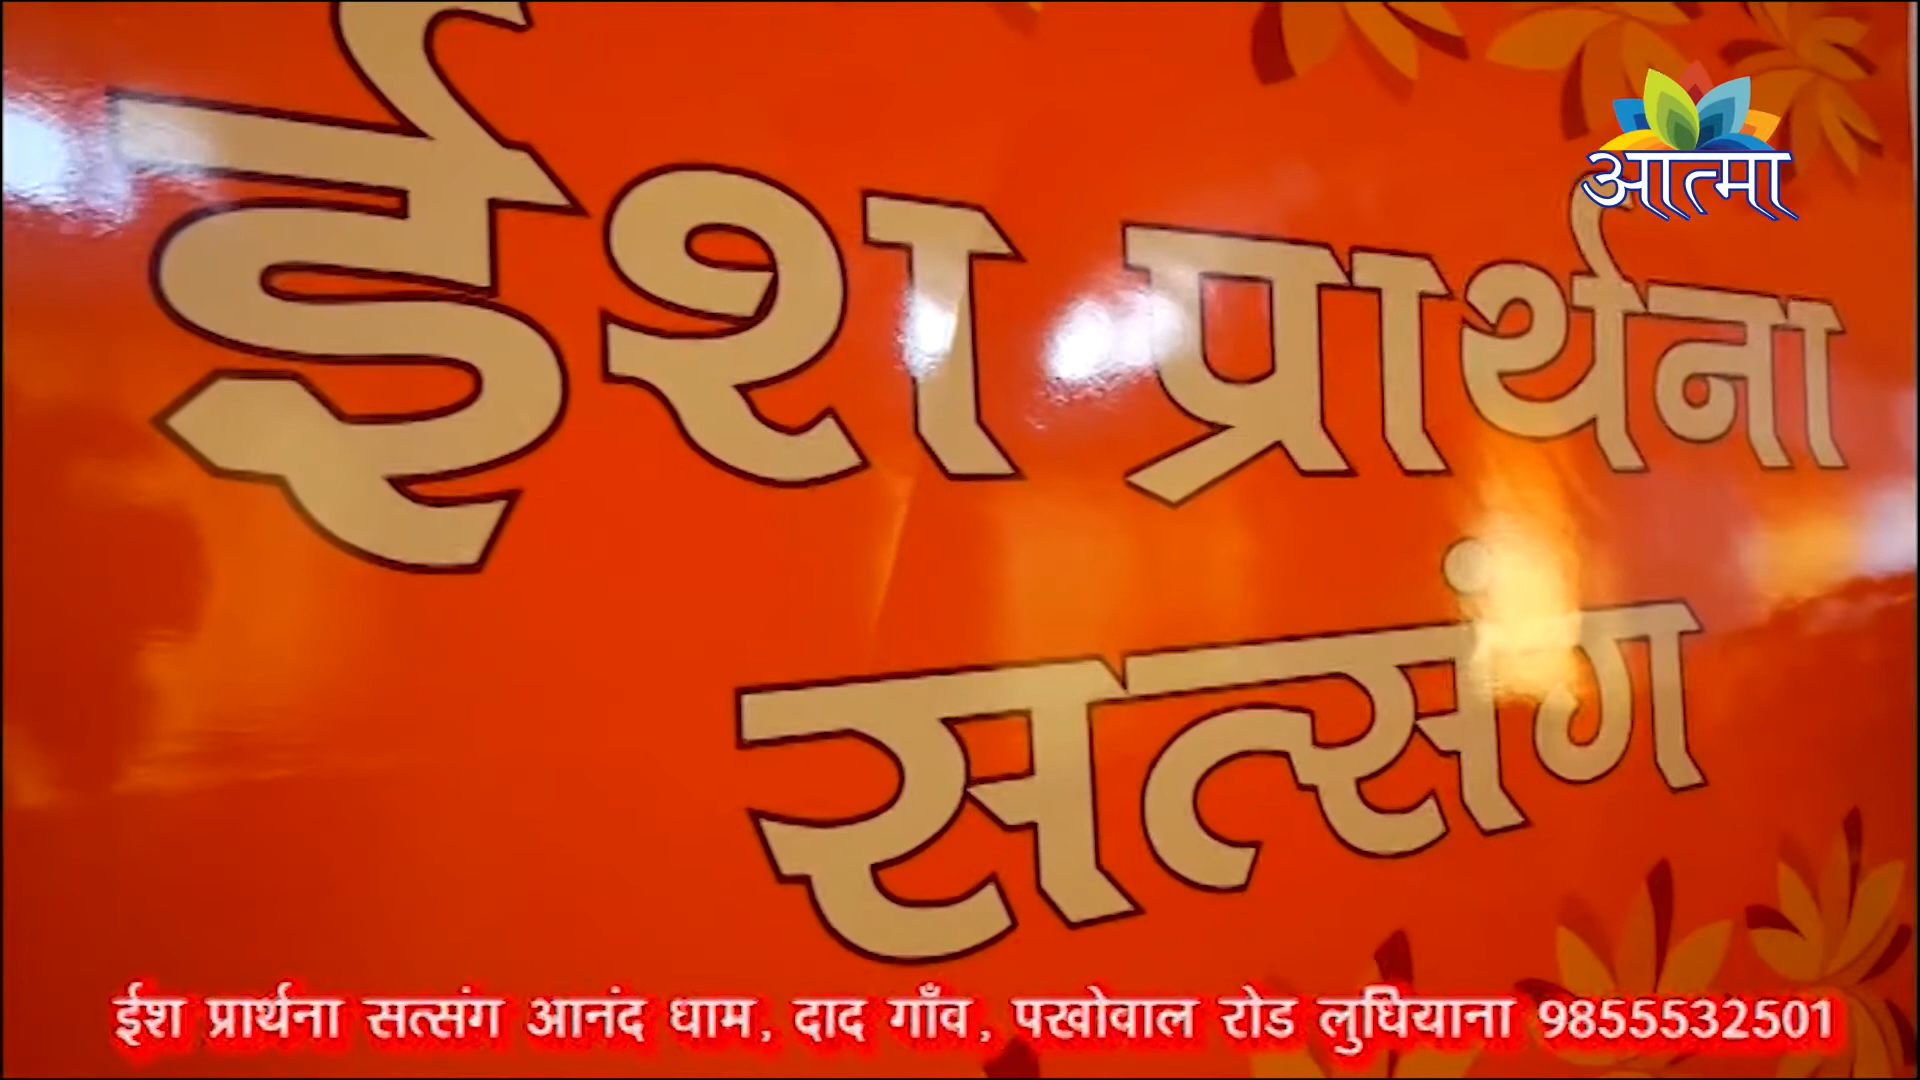 आत्मा
ईश प्रार्थना
सत्संग
ईश प्रार्थना सत्संग आनंद धाम, दाद गाँव, पखोवाल रोड लुधियाना 9855532501